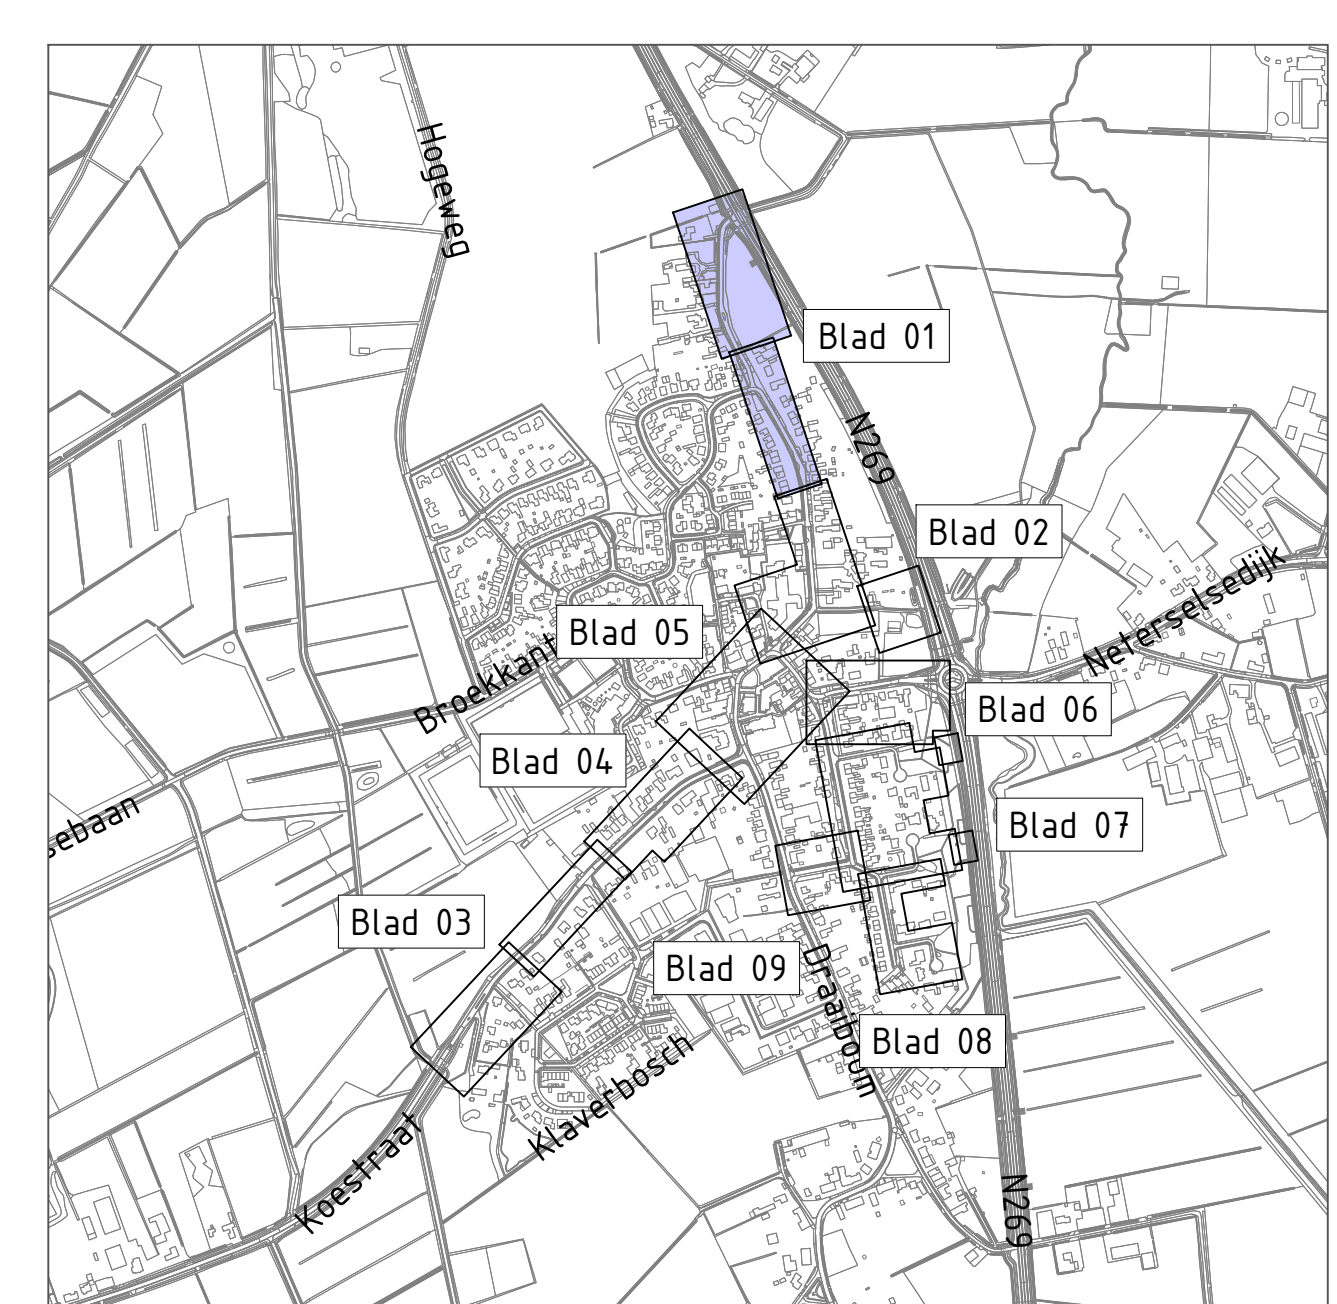 Hogeweg
Blad 01
N269
Blad 02
Neterselsedijk
Blad 05
Broekkant
Blad 06
Blad 04
sebaan
Blad 07
Blad 03
Blad 09
Draaiboom
Blad 08
Klaverbosch
Koestraat
N269